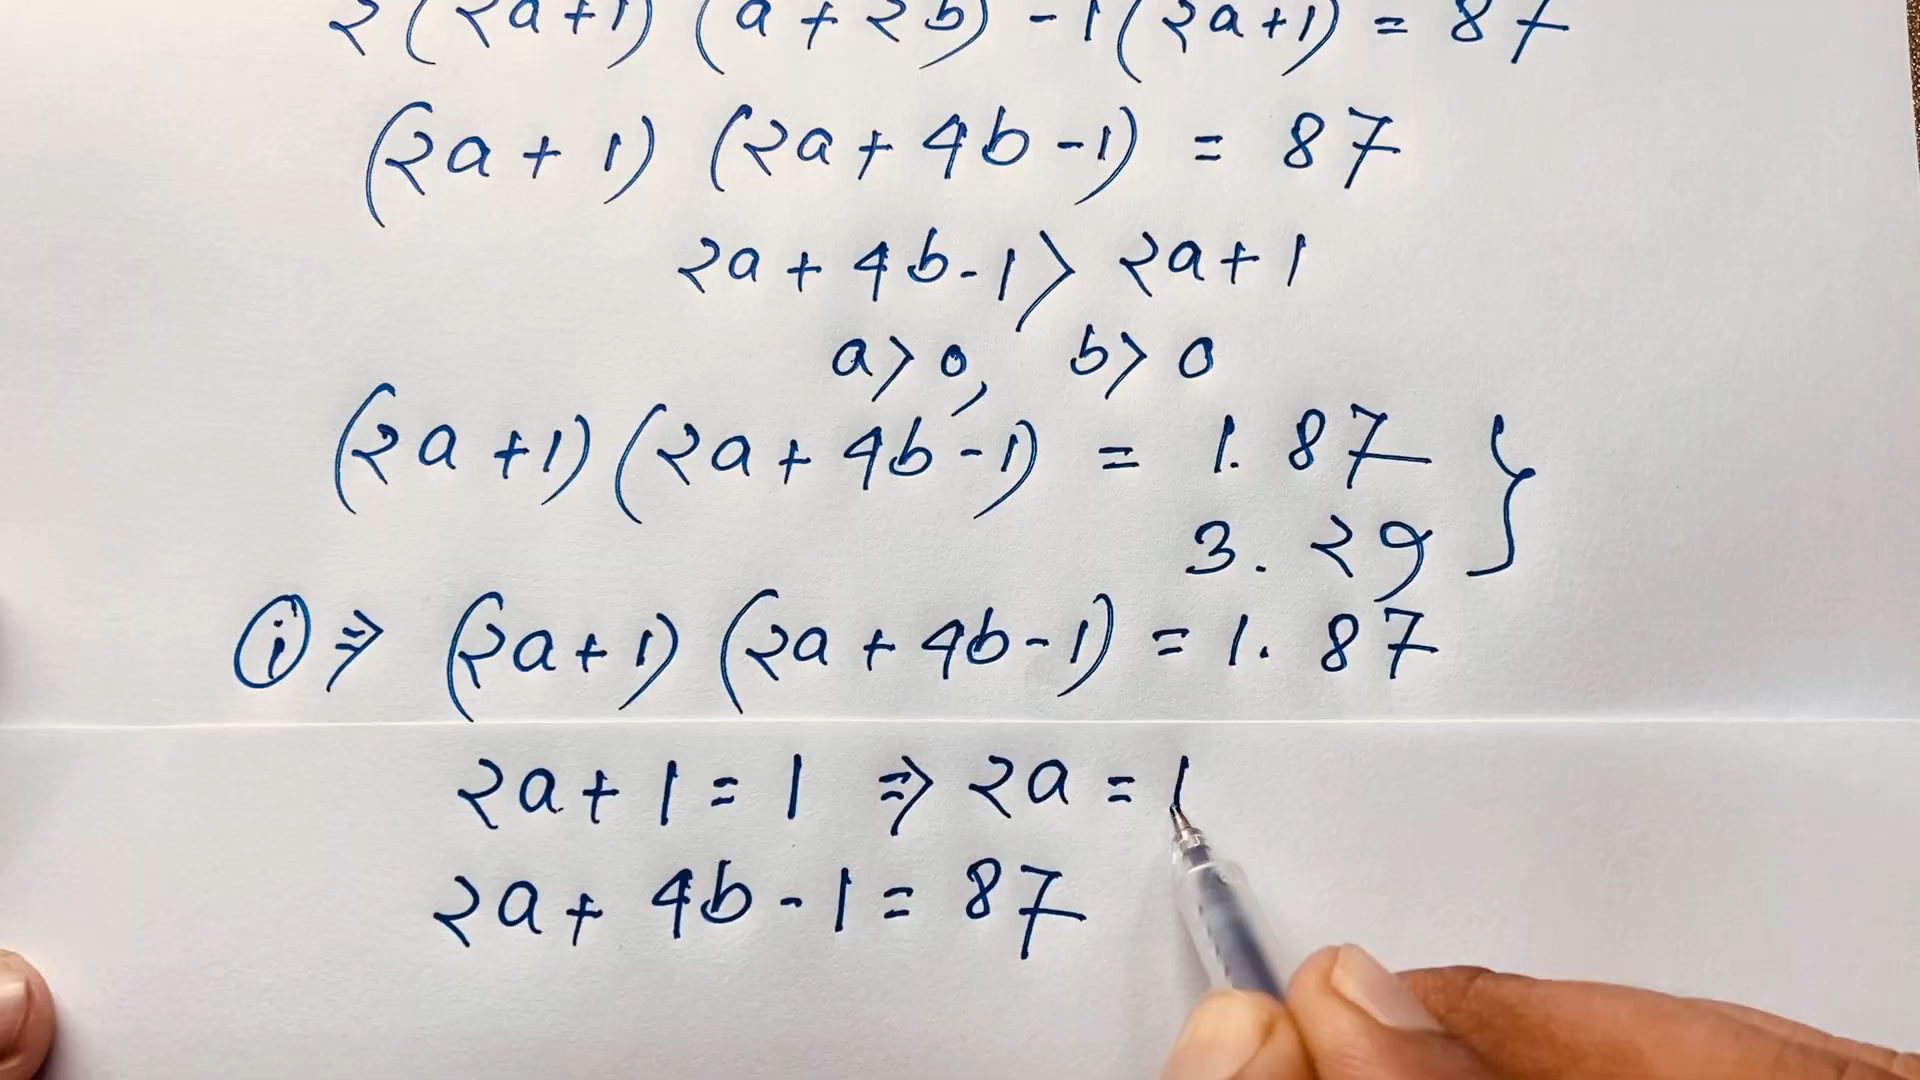 2(2a+1)(a+2b)-1(2a+1) = 87
(2a+1)(2a+4b-1) = 87
2a+4b-1 > 2a+1
a>0, b>0
(2a+1)(2a+4b-1) = 1.87 }
3.29
(i) ⇒ (2a+1)(2a+4b-1) = 1.87
2a+1 = 1 ⇒ 2a = 1
2a+4b-1 = 87